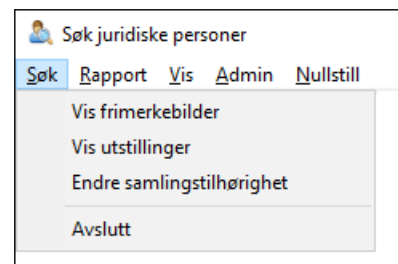 Søk juridiske personer
Søk Rapport Vis Admin Nullstill
Vis frimerkebilder
Vis utstillinger
Endre samlingstilhørighet
Avslutt